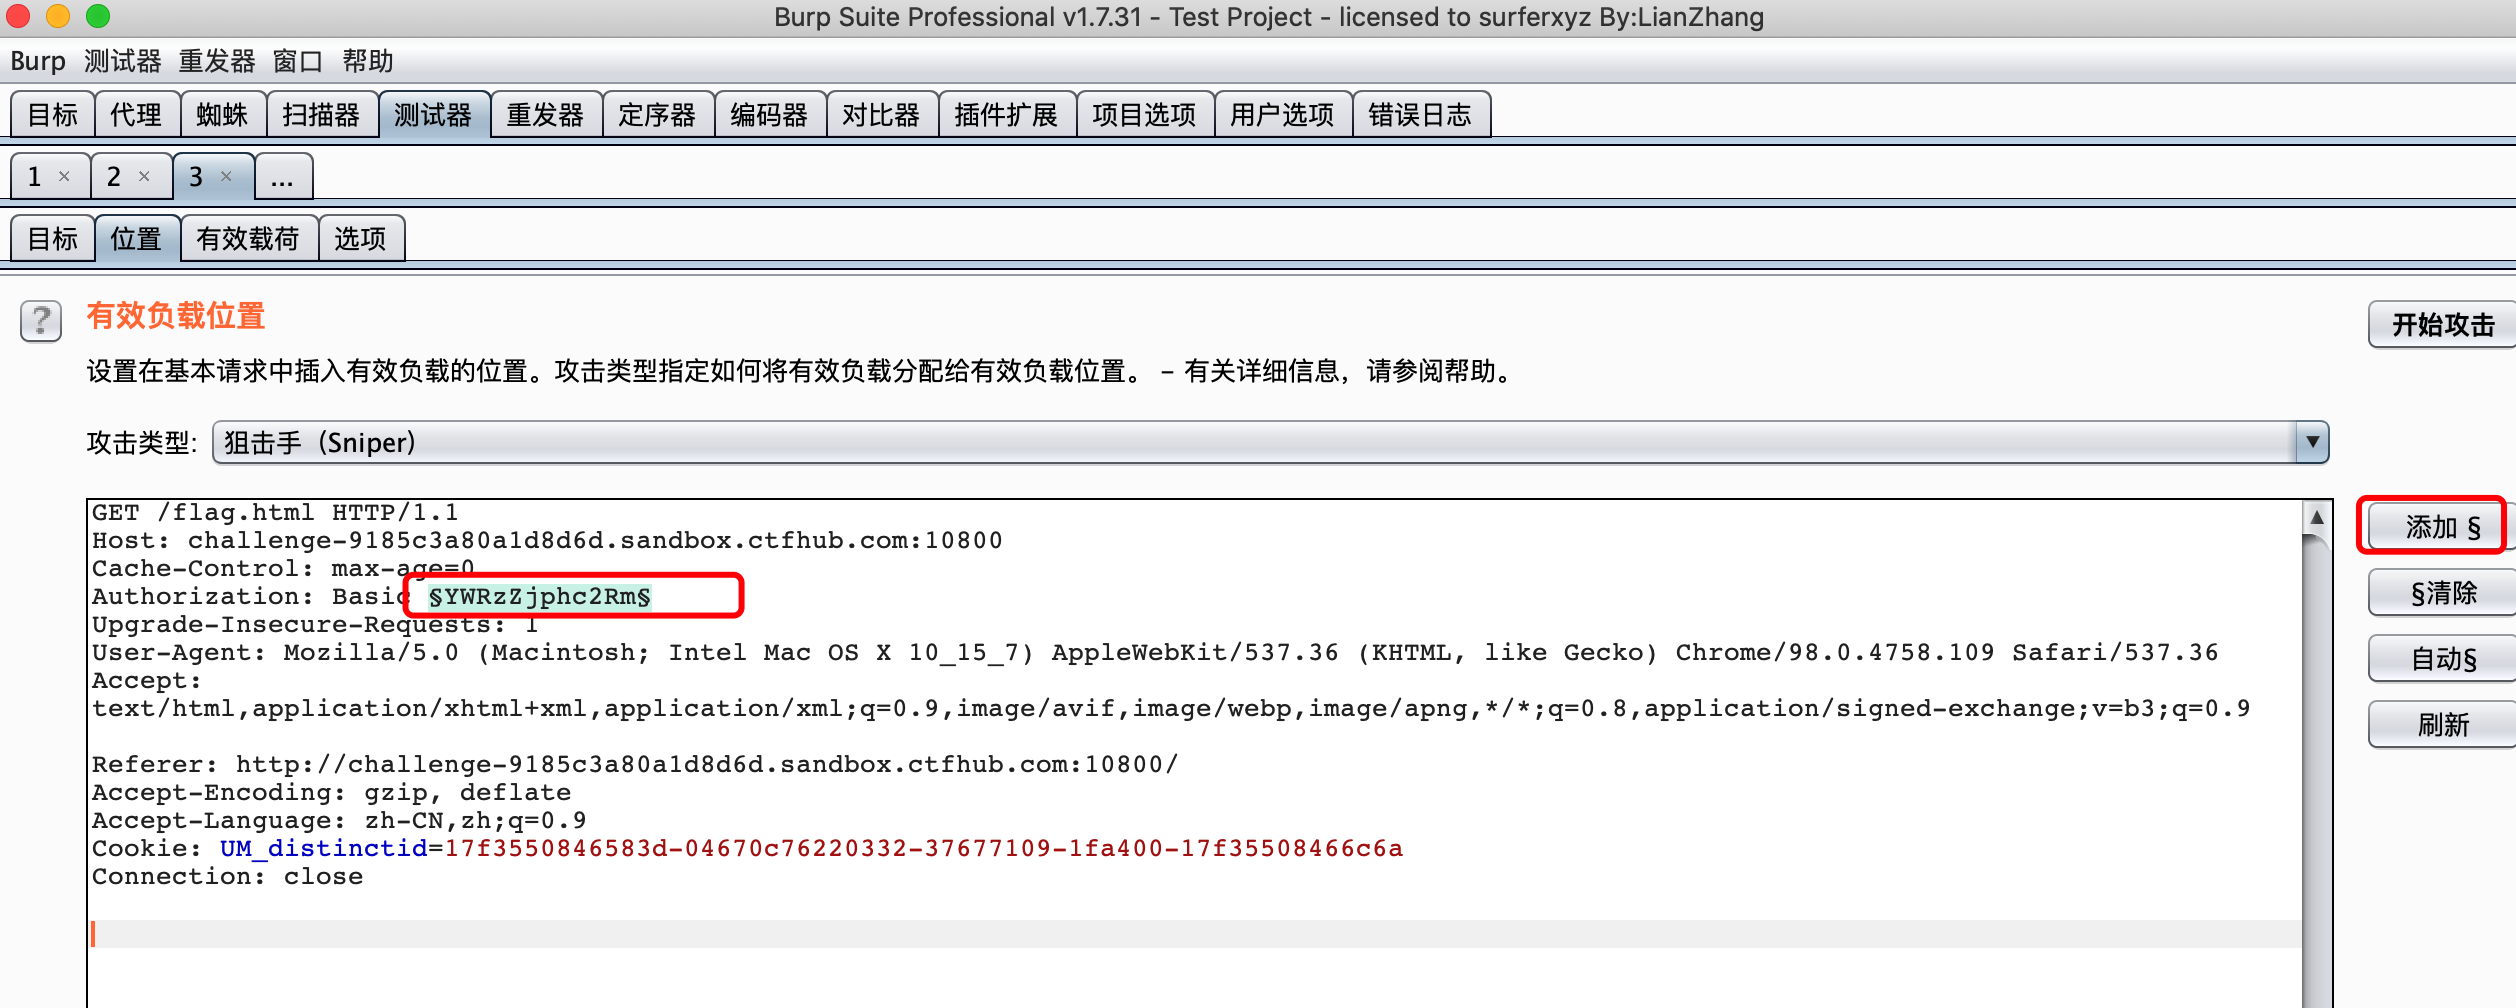 Burp Suite Professional v1.7.31 - Test Project - licensed to surferxyz By:LianZhang
Burp 测试器 重发器 窗口 帮助
目标 代理 蜘蛛 扫描器 测试器 重发器 定序器 编码器 对比器 插件扩展 项目选项 用户选项 错误日志
1 × 2 × 3 × ...
目标 位置 有效载荷 选项
? 有效负载位置
开始攻击
设置在基本请求中插入有效负载的位置。攻击类型指定如何将有效负载分配给有效负载位置。 – 有关详细信息，请参阅帮助。
攻击类型: 狙击手（Sniper）
GET /flag.html HTTP/1.1
Host: challenge-9185c3a80a1d8d6d.sandbox.ctfhub.com:10800
Cache-Control: max-age=0
Authorization: Basic §YWRzZjphc2Rm§
Upgrade-Insecure-Requests: 1
User-Agent: Mozilla/5.0 (Macintosh; Intel Mac OS X 10_15_7) AppleWebKit/537.36 (KHTML, like Gecko) Chrome/98.0.4758.109 Safari/537.36
Accept:
text/html,application/xhtml+xml,application/xml;q=0.9,image/avif,image/webp,image/apng,*/*;q=0.8,application/signed-exchange;v=b3;q=0.9
Referer: http://challenge-9185c3a80a1d8d6d.sandbox.ctfhub.com:10800/
Accept-Encoding: gzip, deflate
Accept-Language: zh-CN,zh;q=0.9
Cookie: UM_distinctid=17f3550846583d-04670c76220332-37677109-1fa400-17f35508466c6a
Connection: close
添加 §
§清除
自动§
刷新